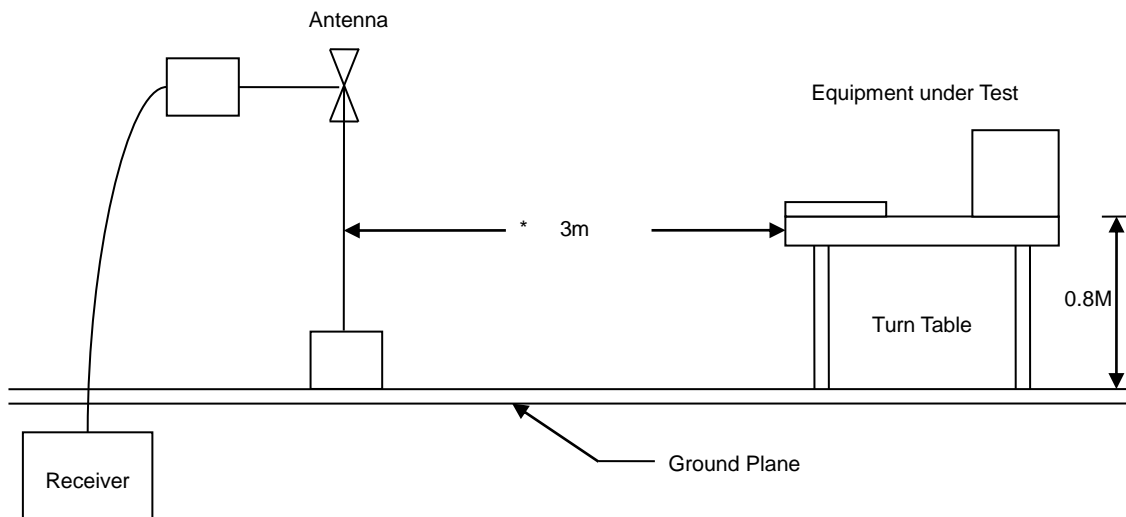 Antenna
Equipment under Test
* 3m
0.8M
Turn Table
Ground Plane
Receiver